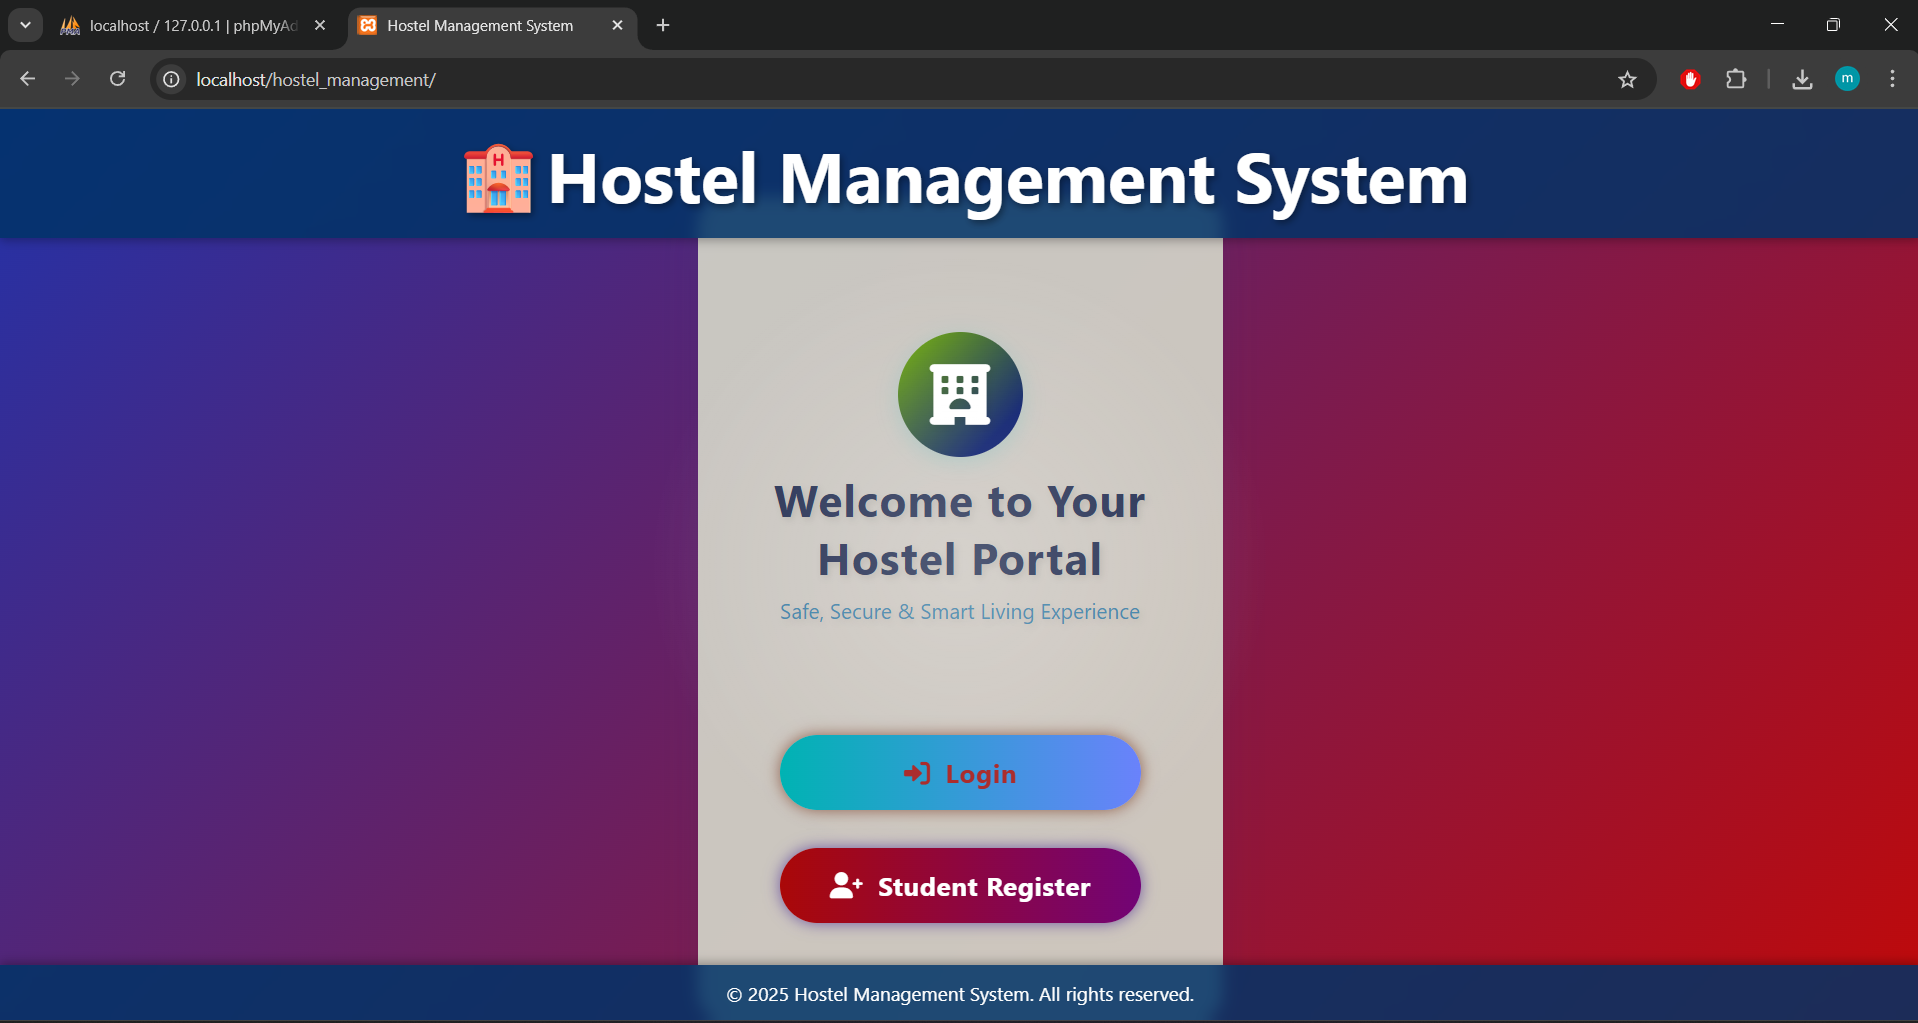 localhost / 127.0.0.1 | phpMyAd
Hostel Management System
localhost/hostel_management/
m
H
Hostel Management System
Welcome to Your
Hostel Portal
Safe, Secure & Smart Living Experience
Login
Student Register
© 2025 Hostel Management System. All rights reserved.